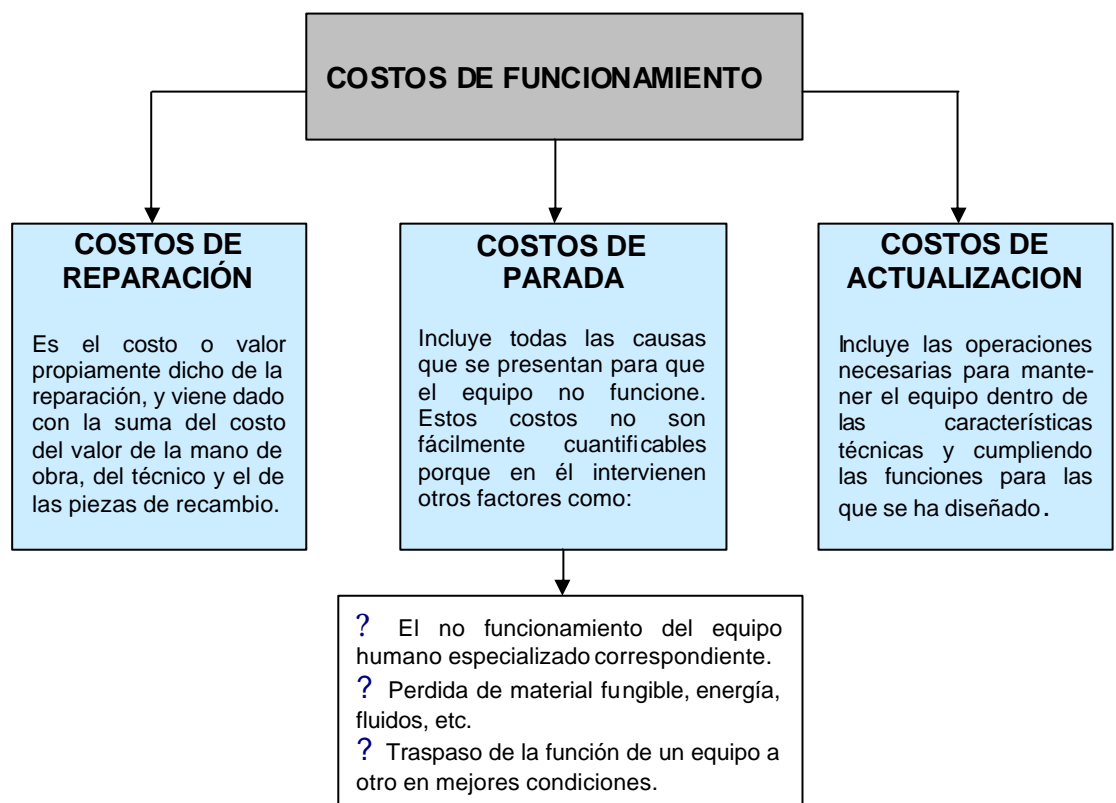 COSTOS DE FUNCIONAMIENTO
COSTOS DE
REPARACIÓN
Es el costo o valor
propiamente dicho de la
reparación, y viene dado
con la suma del costo
del valor de la mano de
obra, del técnico y el de
las piezas de recambio.
COSTOS DE
PARADA
Incluye todas las causas
que se presentan para que
el equipo no funcione.
Estos costos no son
fácilmente cuantificables
porque en él intervienen
otros factores como:
COSTOS DE
ACTUALIZACION
Incluye las operaciones
necesarias para mante-
ner el equipo dentro de
las características
técnicas y cumpliendo
las funciones para las
que se ha diseñado.
? El no funcionamiento del equipo
humano especializado correspondiente.
? Perdida de material fungible, energía,
fluidos, etc.
? Traspaso de la función de un equipo a
otro en mejores condiciones.